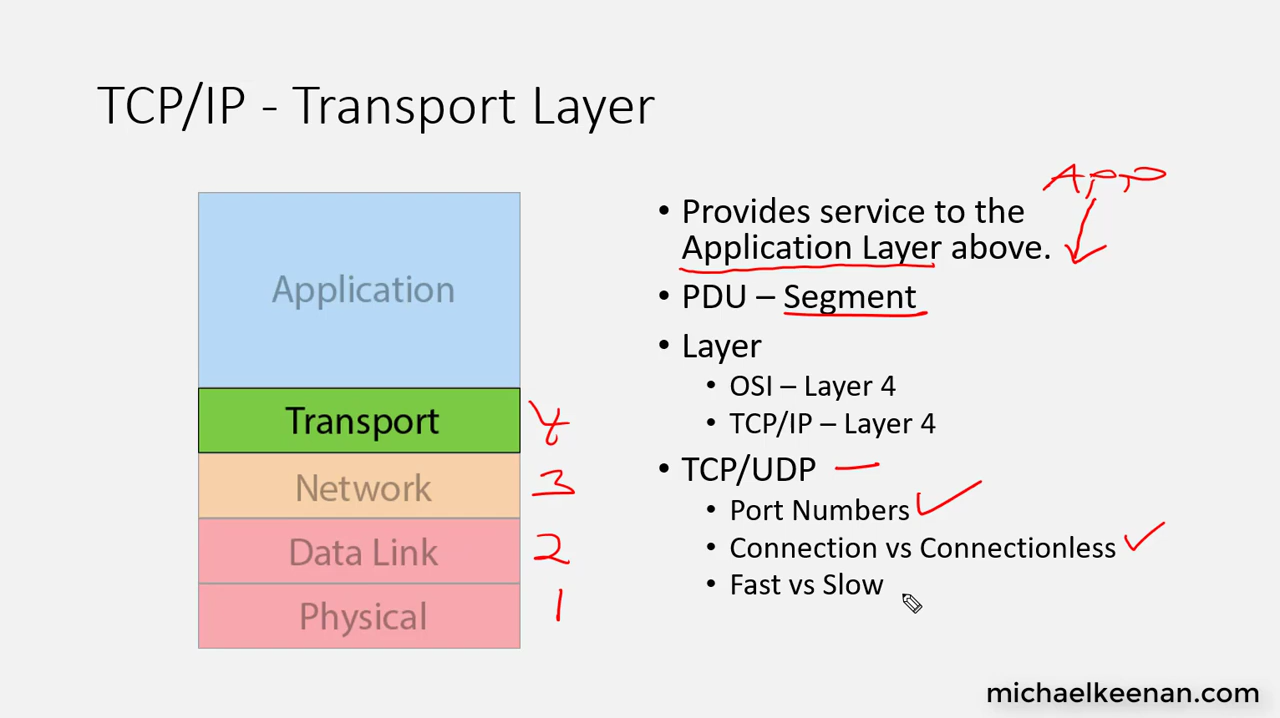 TCP/IP - Transport Layer
App
• Provides service to the
Application Layer above.
• PDU – Segment
• Layer
• OSI – Layer 4
• TCP/IP – Layer 4
• TCP/UDP
• Port Numbers
• Connection vs Connectionless
• Fast vs Slow
Application
Transport 4
Network 3
Data Link 2
Physical 1
michaelkeenan.com